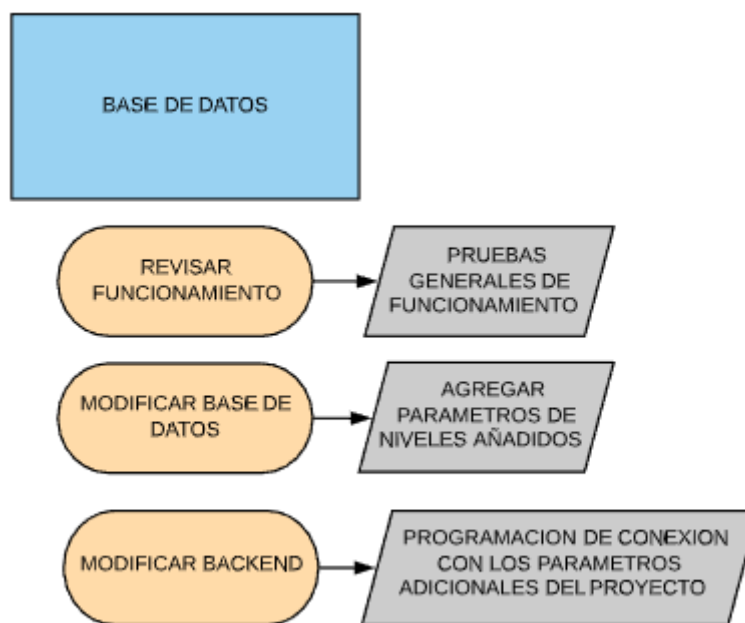 BASE DE DATOS
REVISAR
FUNCIONAMIENTO
PRUEBAS
GENERALES DE
FUNCIONAMIENTO
MODIFICAR BASE DE
DATOS
AGREGAR
PARAMETROS DE
NIVELES AÑADIDOS
MODIFICAR BACKEND
PROGRAMACION DE CONEXION
CON LOS PARAMETROS
ADICIONALES DEL PROYECTO